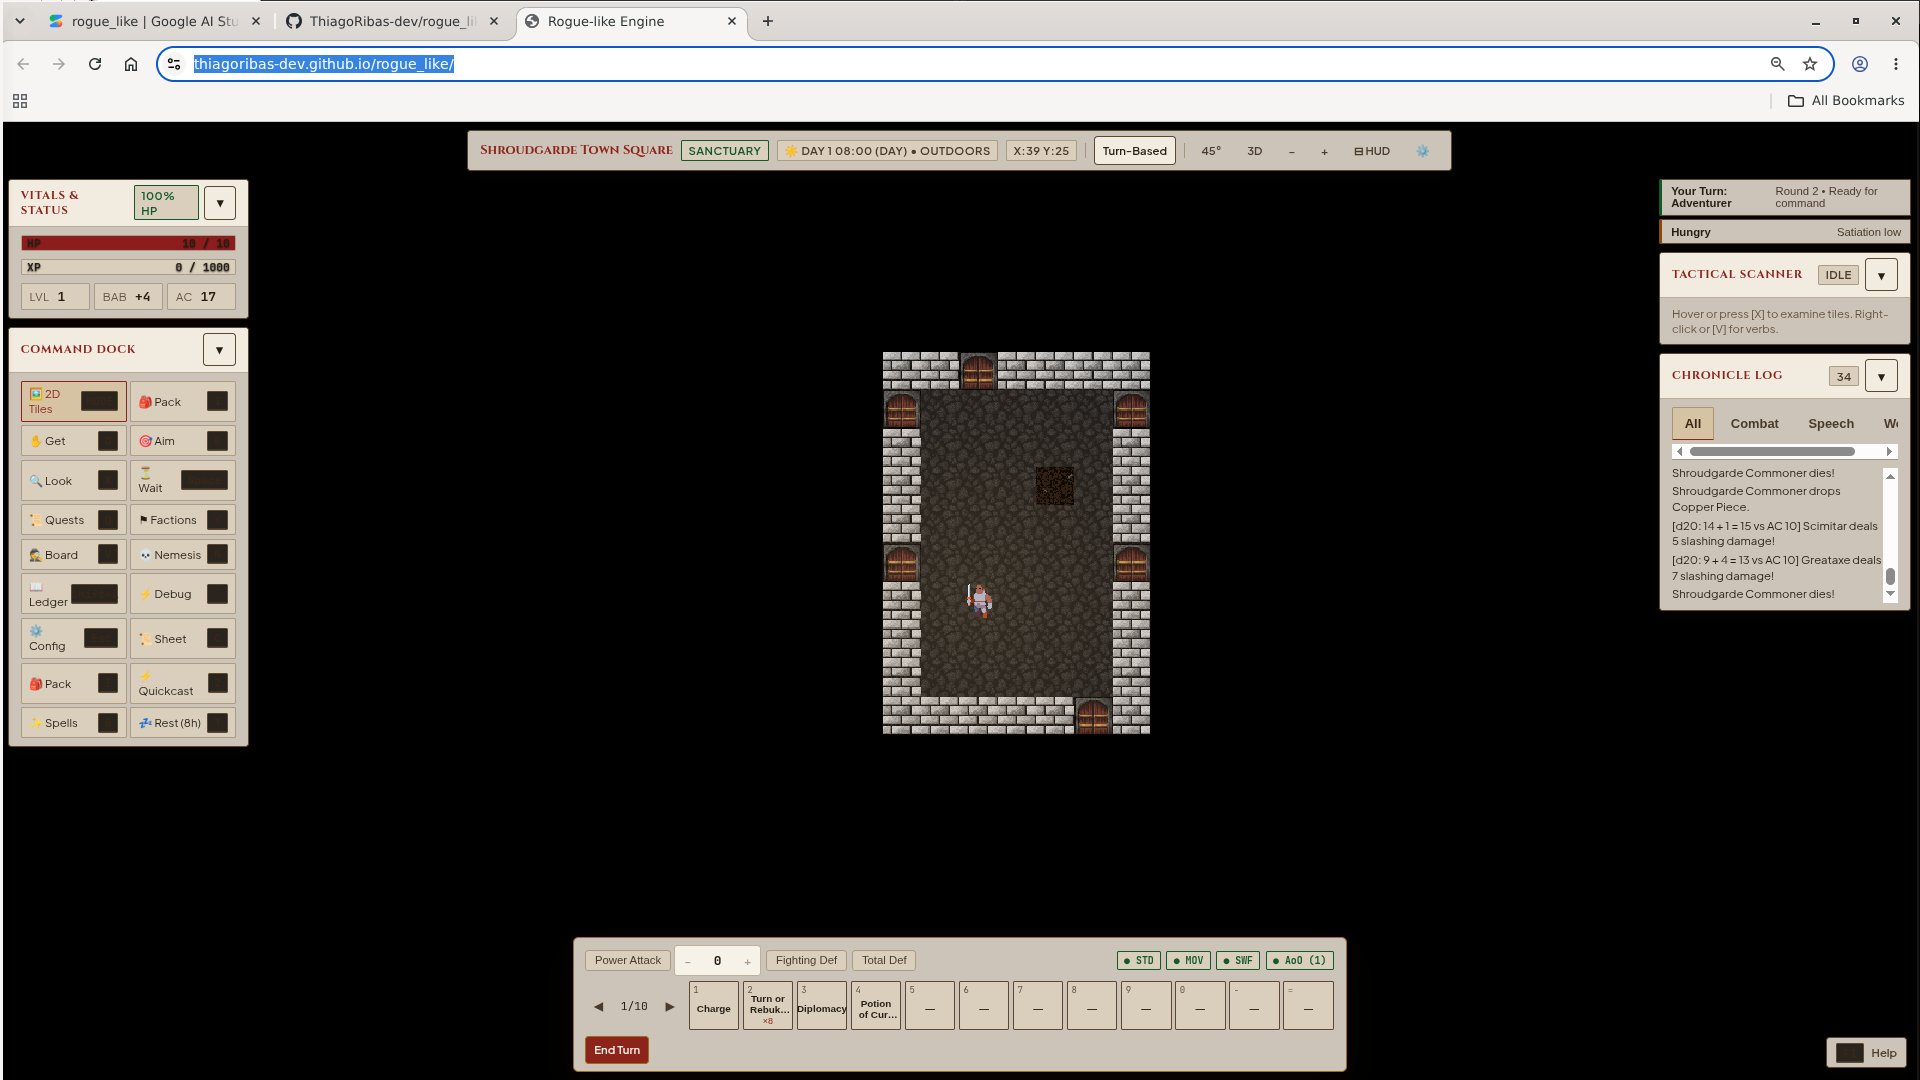 rogue_like | Google AI Stu
ThiagoRibas-dev/rogue_li
Rogue-like Engine
thiagoribas-dev.github.io/rogue_like/
All Bookmarks
Shroudgarde Town Square
SANCTUARY
☀️ DAY 1 08:00 (DAY) • OUTDOORS
X:39 Y:25
Turn-Based
45°
3D
−
+
⊟ HUD
VITALS &
STATUS
100%
HP
▼
HP 10 / 10
XP 0 / 1000
LVL 1
BAB +4
AC 17
COMMAND DOCK
▼
2D
Tiles
Pack
Get
Aim
Look
Wait
Quests
Factions
Board
Nemesis
Ledger
Debug
Config
Sheet
Pack
Quickcast
Spells
Rest (8h)
Your Turn:
Adventurer
Round 2 • Ready for
command
Hungry
Satiation low
TACTICAL SCANNER
IDLE
▼
Hover or press [X] to examine tiles. Right-
click or [V] for verbs.
CHRONICLE LOG
34
▼
All
Combat
Speech
Shroudgarde Commoner dies!
Shroudgarde Commoner drops
Copper Piece.
[d20: 14 + 1 = 15 vs AC 10] Scimitar deals
5 slashing damage!
[d20: 9 + 4 = 13 vs AC 10] Greataxe deals
7 slashing damage!
Shroudgarde Commoner dies!
Power Attack
−
0
+
Fighting Def
Total Def
● STD
● MOV
● SWF
● AoO (1)
◀ 1/10 ▶
1
Charge
2
Turn or
Rebuk...
×8
3
Diplomacy
4
Potion
of Cur...
5
—
6
—
7
—
8
—
9
—
0
—
-
—
=
—
End Turn
Help